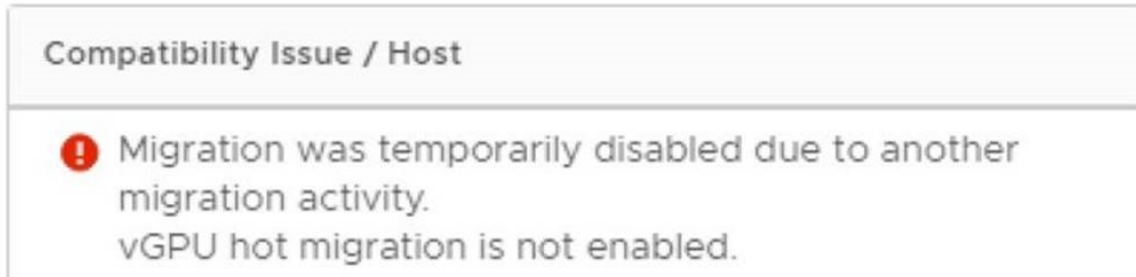 Compatibility Issue / Host
Migration was temporarily disabled due to another
migration activity.
vGPU hot migration is not enabled.